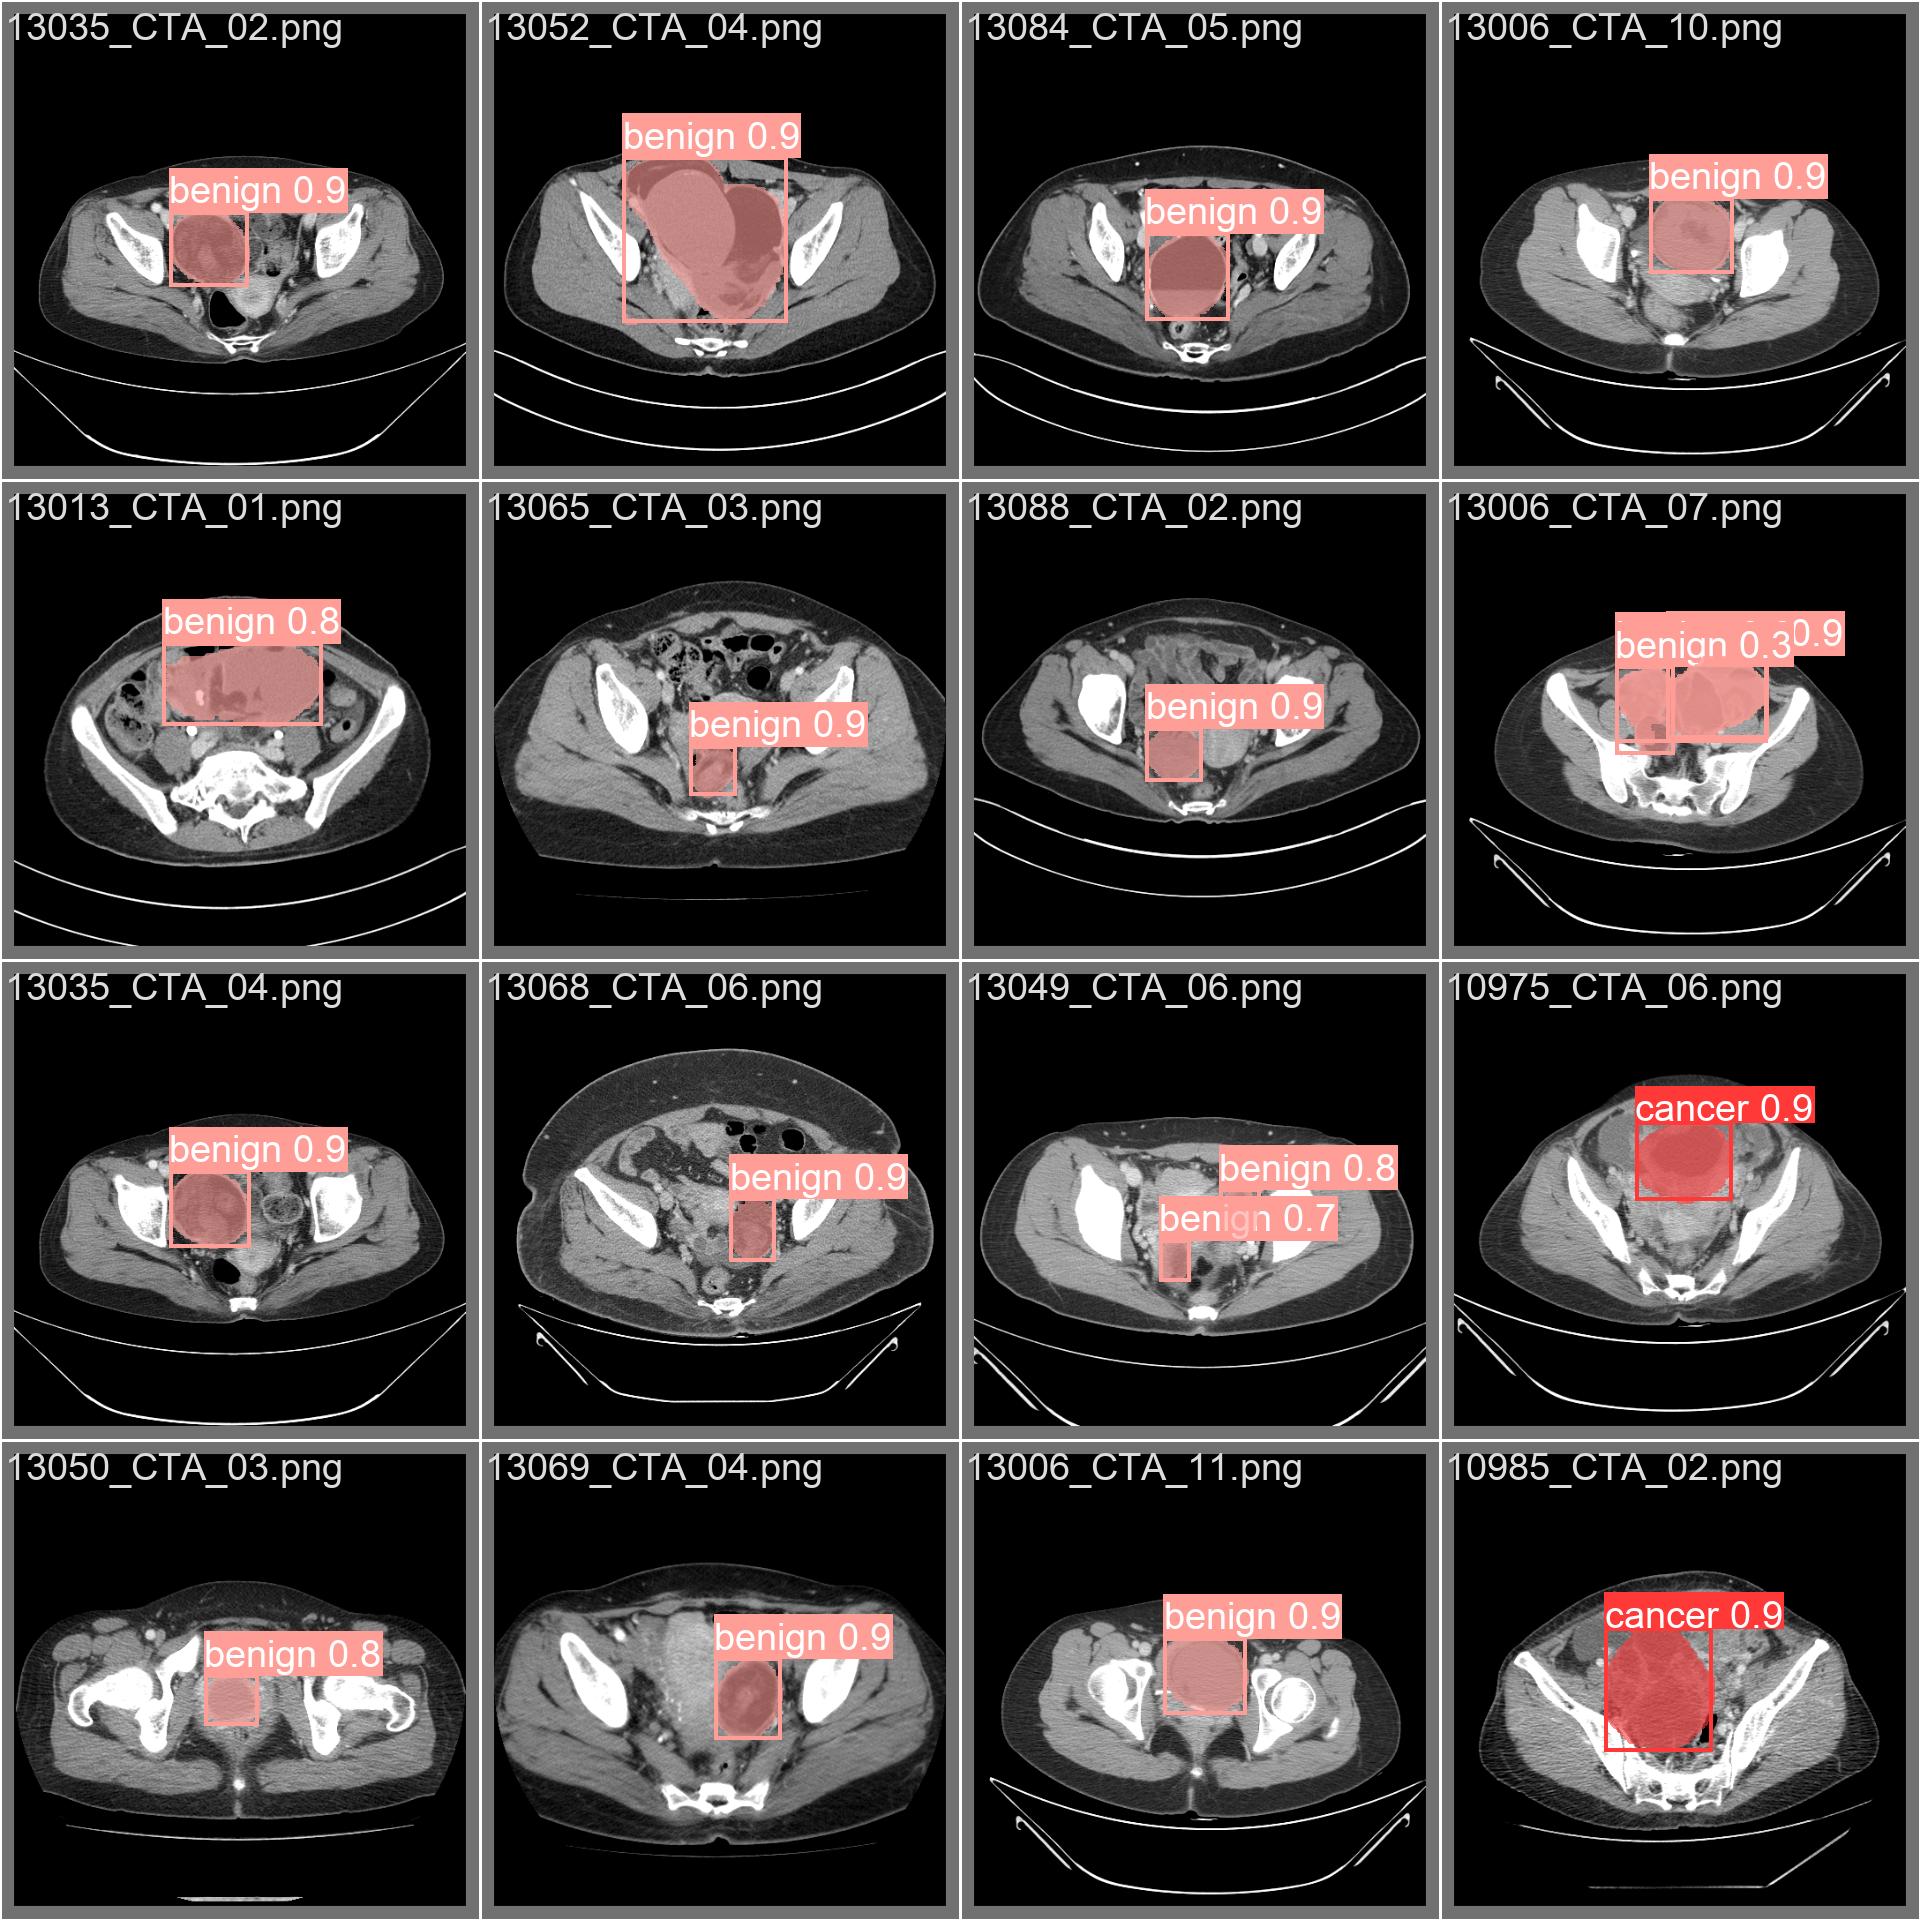 13035_CTA_02.png
benign 0.9
13052_CTA_04.png
benign 0.9
13084_CTA_05.png
benign 0.9
13006_CTA_10.png
benign 0.9
13013_CTA_01.png
benign 0.8
13065_CTA_03.png
benign 0.9
13088_CTA_02.png
benign 0.9
13006_CTA_07.png
0.9
benign 0.3
13035_CTA_04.png
benign 0.9
13068_CTA_06.png
benign 0.9
13049_CTA_06.png
benign 0.8
benign 0.7
10975_CTA_06.png
cancer 0.9
13050_CTA_03.png
benign 0.8
13069_CTA_04.png
benign 0.9
13006_CTA_11.png
benign 0.9
10985_CTA_02.png
cancer 0.9